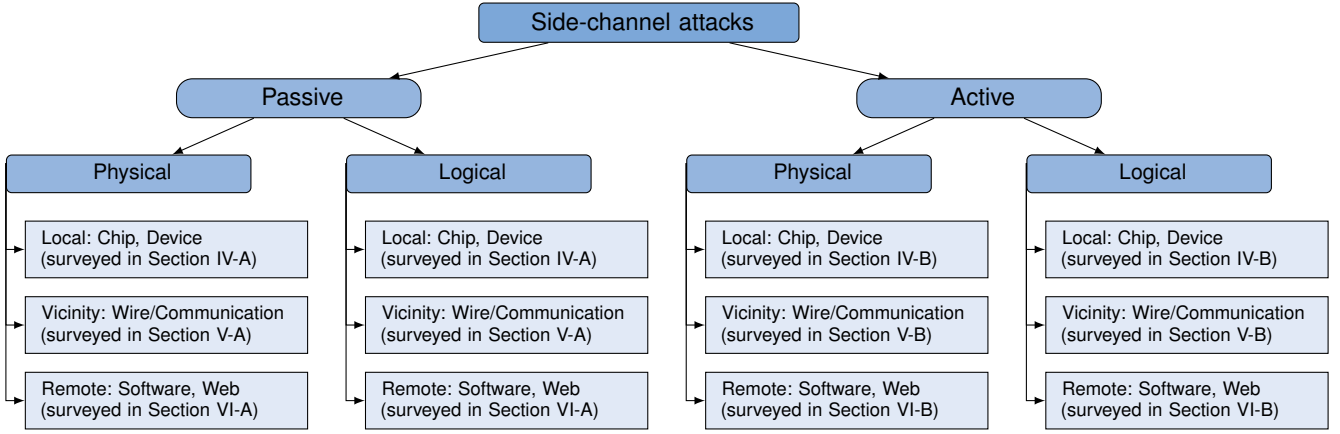 Side-channel attacks
Passive
Active
Physical
Logical
Physical
Logical
Local: Chip, Device
(surveyed in Section IV-A)
Local: Chip, Device
(surveyed in Section IV-A)
Local: Chip, Device
(surveyed in Section IV-B)
Local: Chip, Device
(surveyed in Section IV-B)
Vicinity: Wire/Communication
(surveyed in Section V-A)
Vicinity: Wire/Communication
(surveyed in Section V-A)
Vicinity: Wire/Communication
(surveyed in Section V-B)
Vicinity: Wire/Communication
(surveyed in Section V-B)
Remote: Software, Web
(surveyed in Section VI-A)
Remote: Software, Web
(surveyed in Section VI-A)
Remote: Software, Web
(surveyed in Section VI-B)
Remote: Software, Web
(surveyed in Section VI-B)